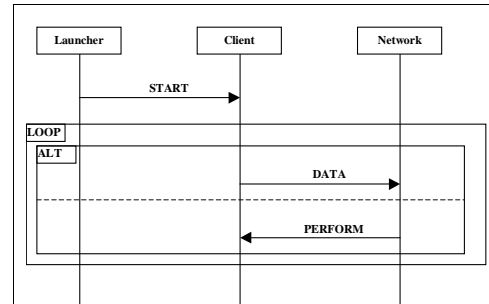 Launcher Client Network
START
LOOP
ALT
DATA
PERFORM